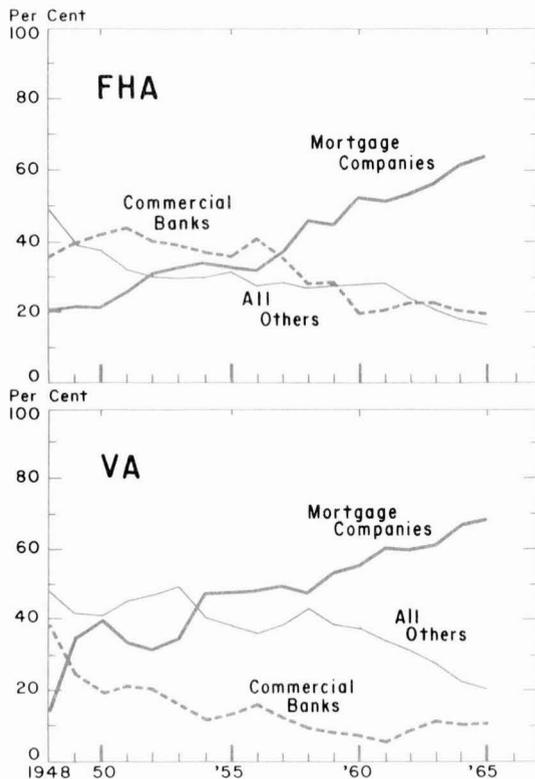 Per Cent
100
FHA
80
Mortgage
Companies
60
Commercial
Banks
40
20
All
Others
0
Per Cent
100
VA
80
Mortgage
Companies
60
40
All
Others
20
Commercial
Banks
0
1948 '50 '55 '60 '65